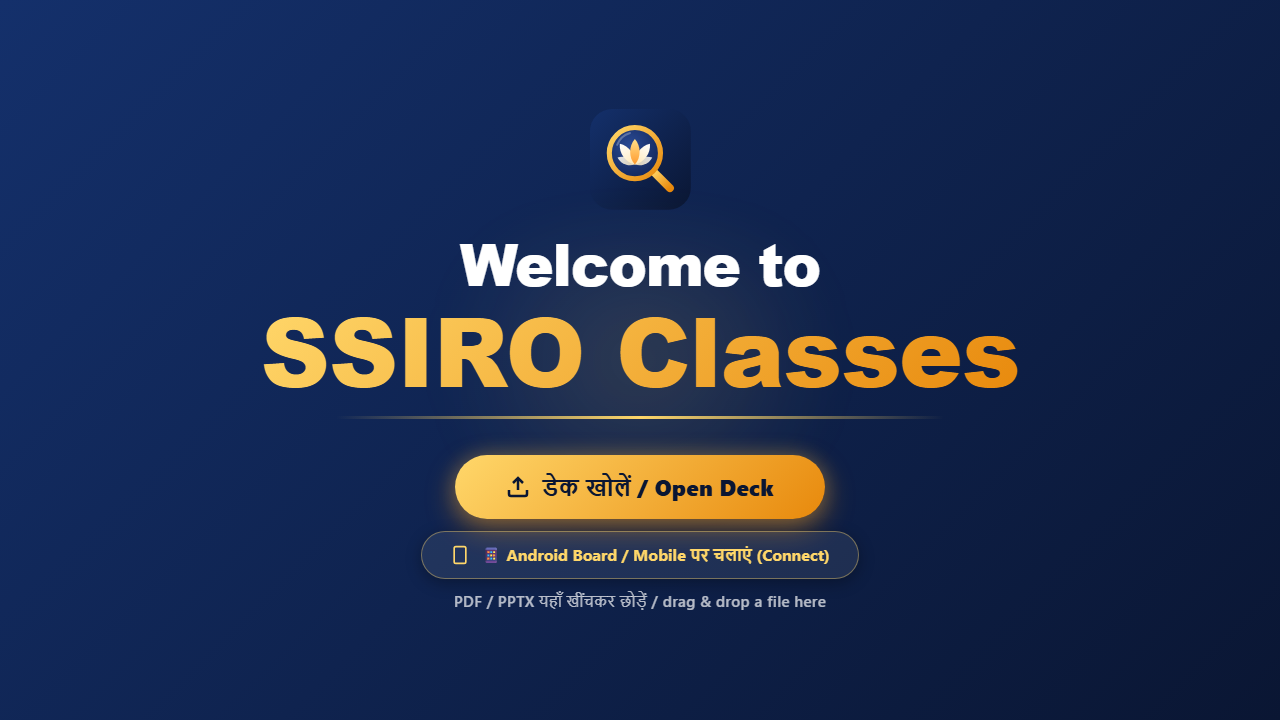 Welcome to
SSIRO Classes
डेक खोलें / Open Deck
Android Board / Mobile पर चलाएं (Connect)
PDF / PPTX यहाँ खींचकर छोड़ें / drag & drop a file here